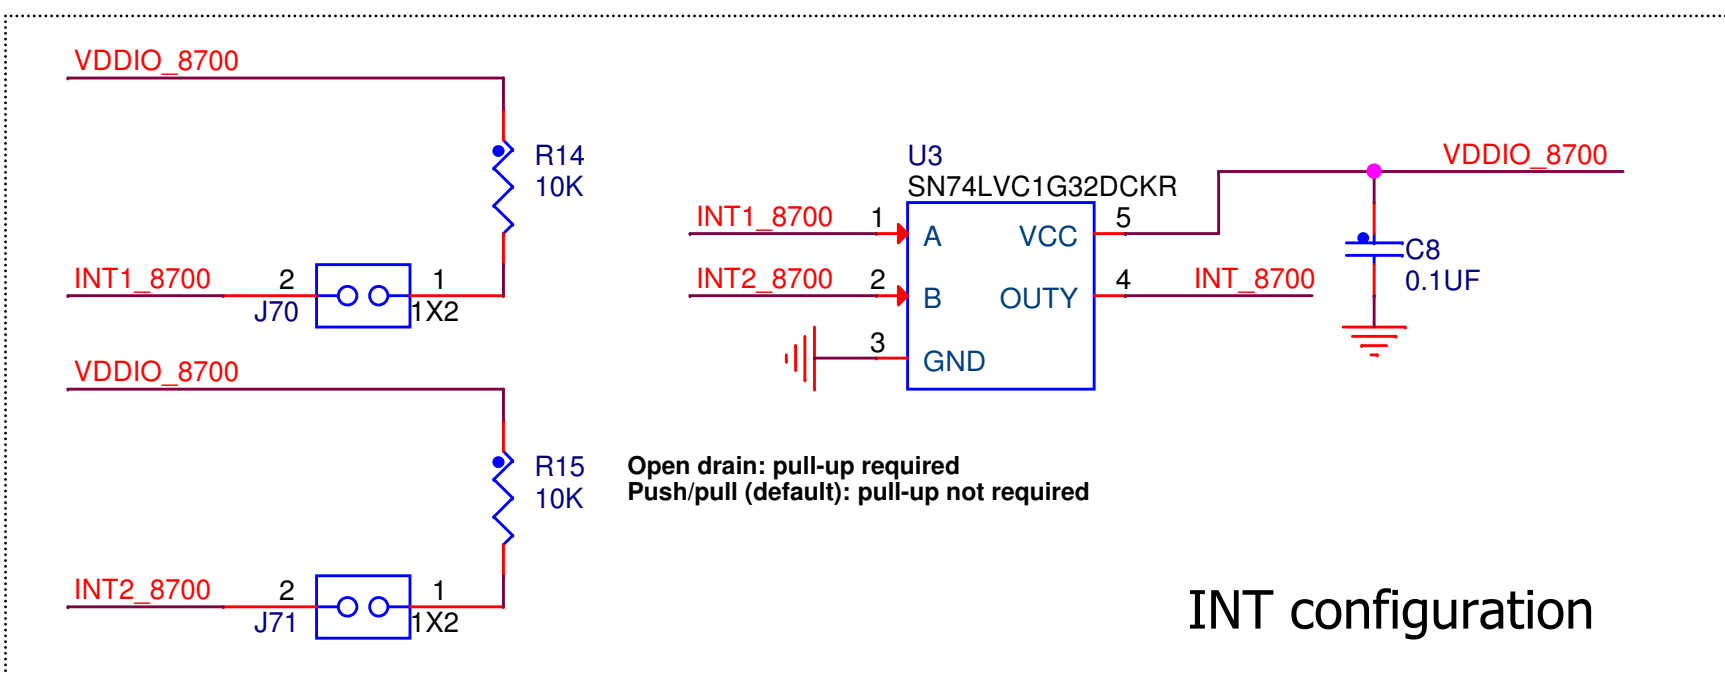 VDDIO_8700
R14
10K
INT1_8700
2
1
J70
1X2
VDDIO_8700
R15
10K
INT2_8700
2
1
J71
1X2
Open drain: pull-up required
Push/pull (default): pull-up not required
U3
SN74LVC1G32DCKR
INT1_8700
1
A
VCC
5
INT2_8700
2
B
OUTY
4
INT_8700
3
GND
VDDIO_8700
C8
0.1UF
INT configuration